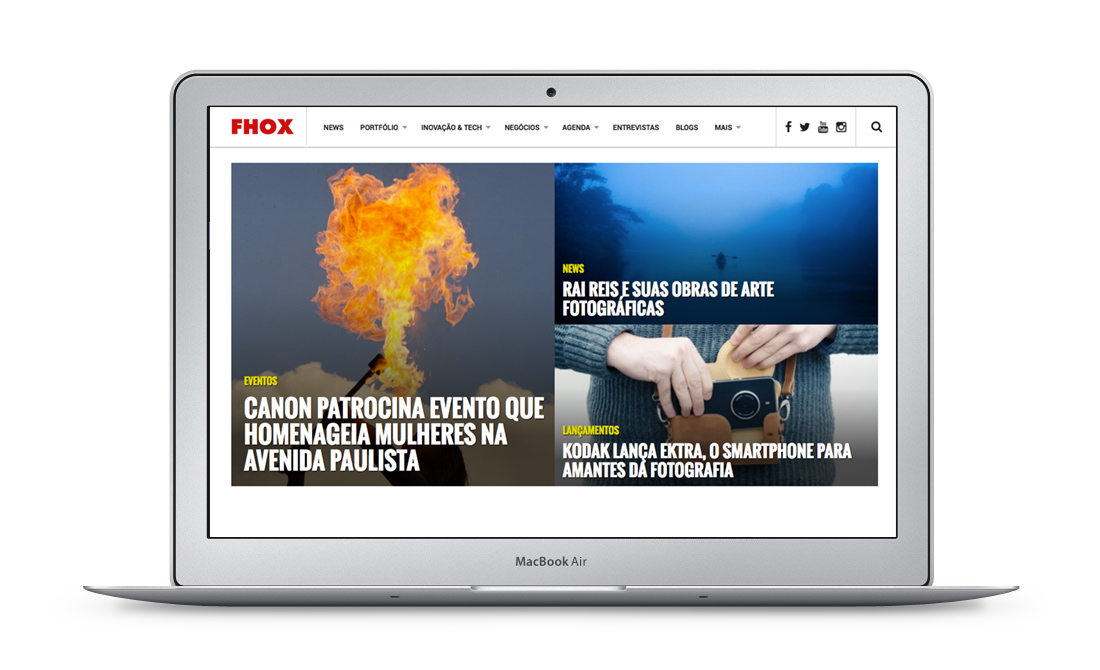 FHOX
NEWS PORTFÓLIO INOVAÇÃO & TECH NEGÓCIOS AGENDA ENTREVISTAS BLOGS MAIS
EVENTOS
CANON PATROCINA EVENTO QUE
HOMENAGEIA MULHERES NA
AVENIDA PAULISTA
NEWS
RAI REIS E SUAS OBRAS DE ARTE
FOTOGRÁFICAS
LANÇAMENTOS
KODAK LANÇA EKTRA, O SMARTPHONE PARA
AMANTES DA FOTOGRAFIA
MacBook Air